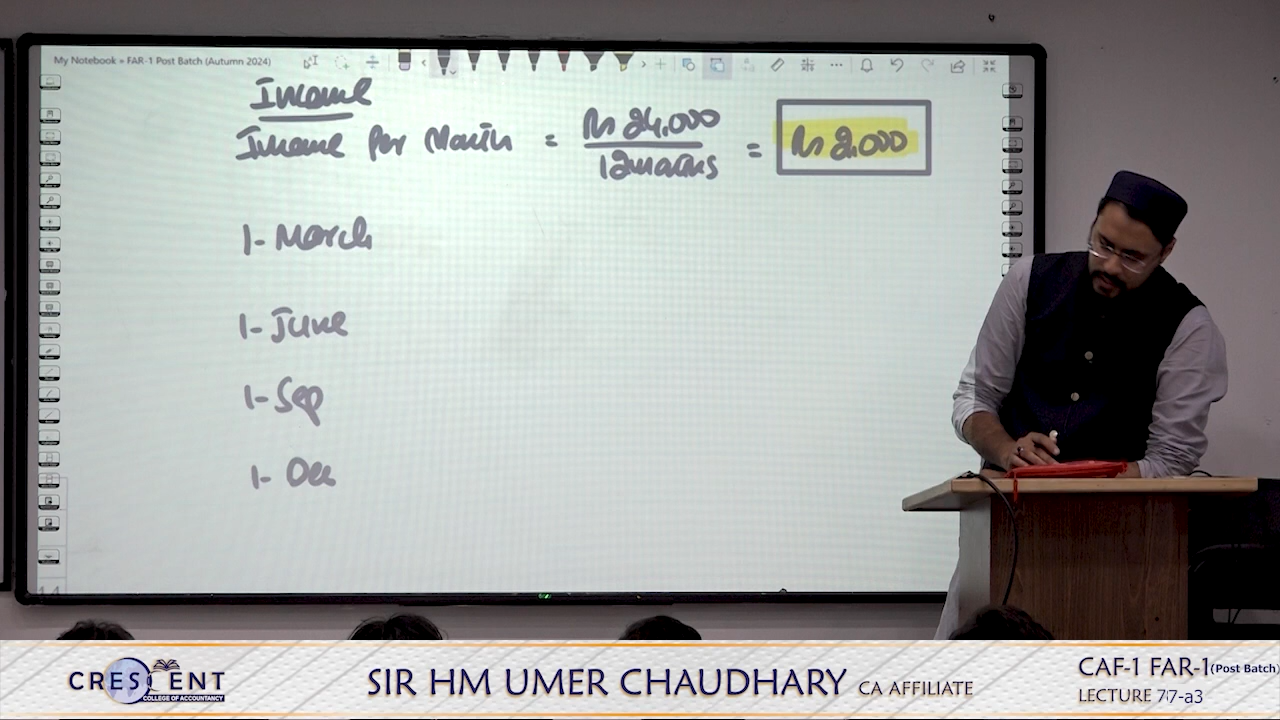 My Notebook » FAR-1 Post Batch (Autumn 2024)
Income
Income Per Month = Rs 24,000 / 12 months = Rs 2,000
1- March
1- June
1- Sep
1- Dec
CRESCENT
COLLEGE OF ACCOUNTANCY
SIR HM UMER CHAUDHARY CA AFFILIATE
CAF-1 FAR-1 (Post Batch)
LECTURE 77-a3